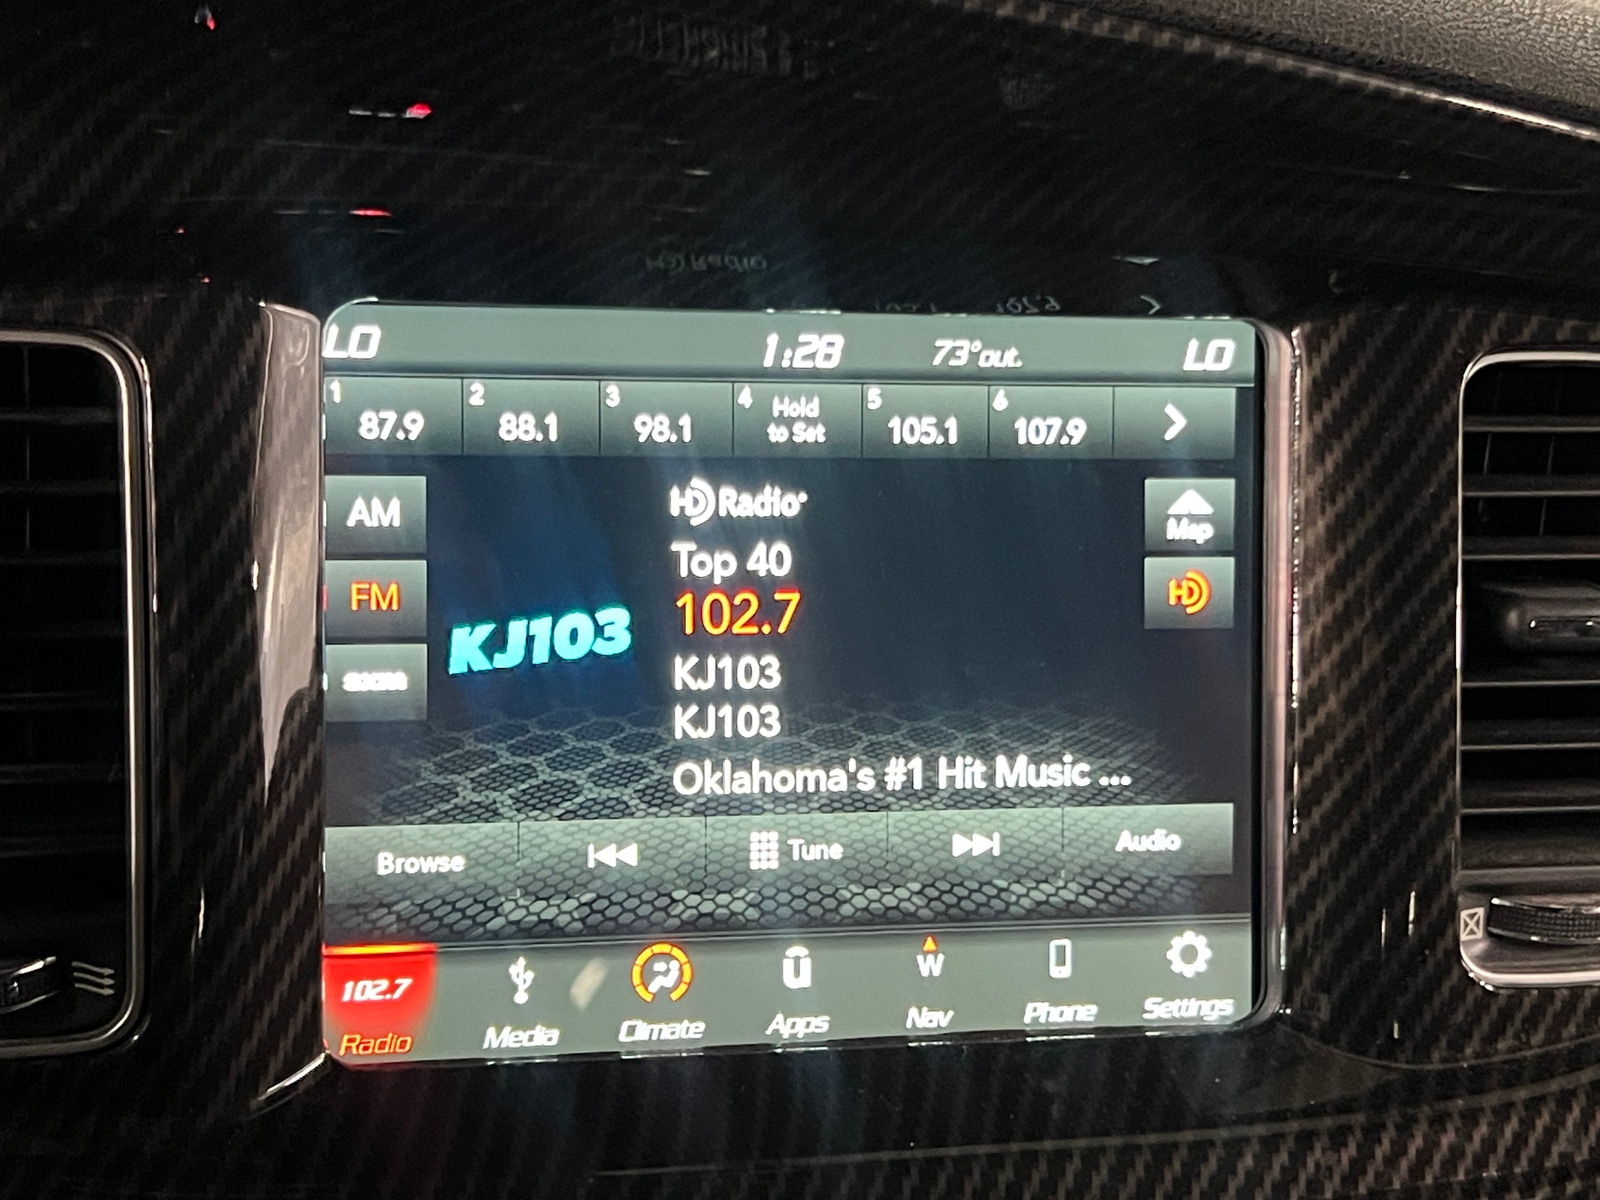 LO 1:28 73°out. LO
1 87.9 2 88.1 3 98.1 4 Hold to Set 5 105.1 6 107.9
HD Radio
AM
Map
Top 40
FM
102.7
HD
KJ103
KJ103
SXM
KJ103
Oklahoma's #1 Hit Music ...
Browse Tune Audio
102.7 W
Radio Media Climate Apps Nav Phone Settings